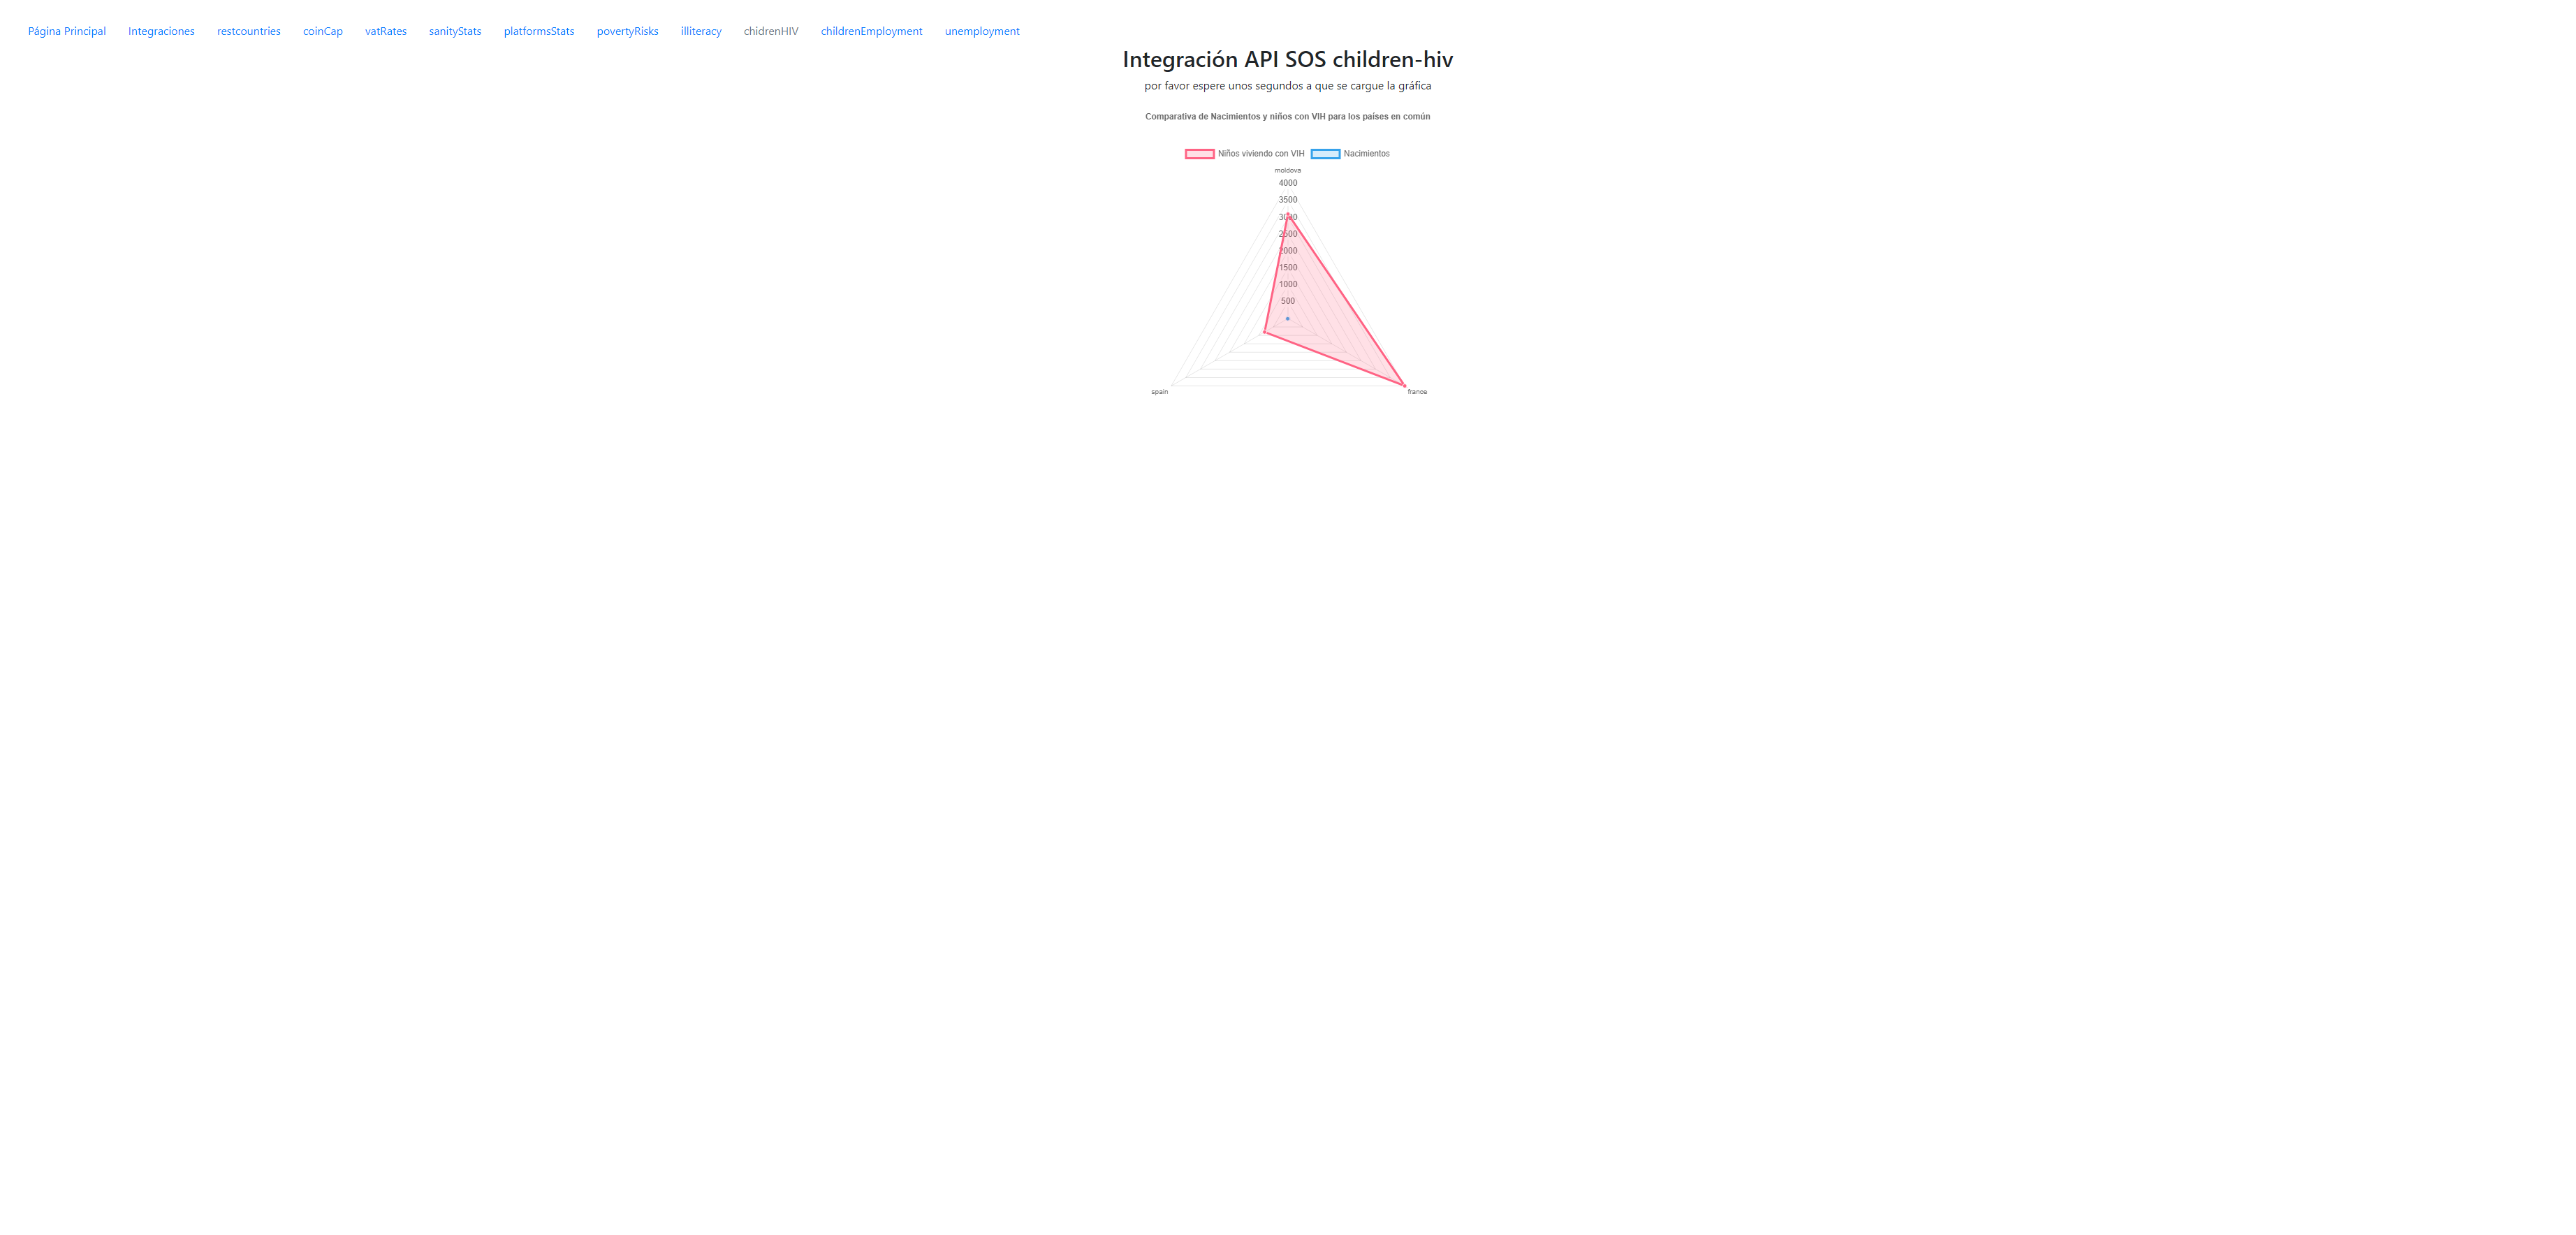 Página Principal Integraciones restcountries coinCap vatRates sanityStats platformsStats povertyRisks illiteracy chidrenHIV childrenEmployment unemployment
Integración API SOS children-hiv
por favor espere unos segundos a que se cargue la gráfica
Comparativa de Nacimientos y niños con VIH para los países en común
Niños viviendo con VIH Nacimientos
moldova
4000
3500
3000
2500
2000
1500
1000
500
spain france